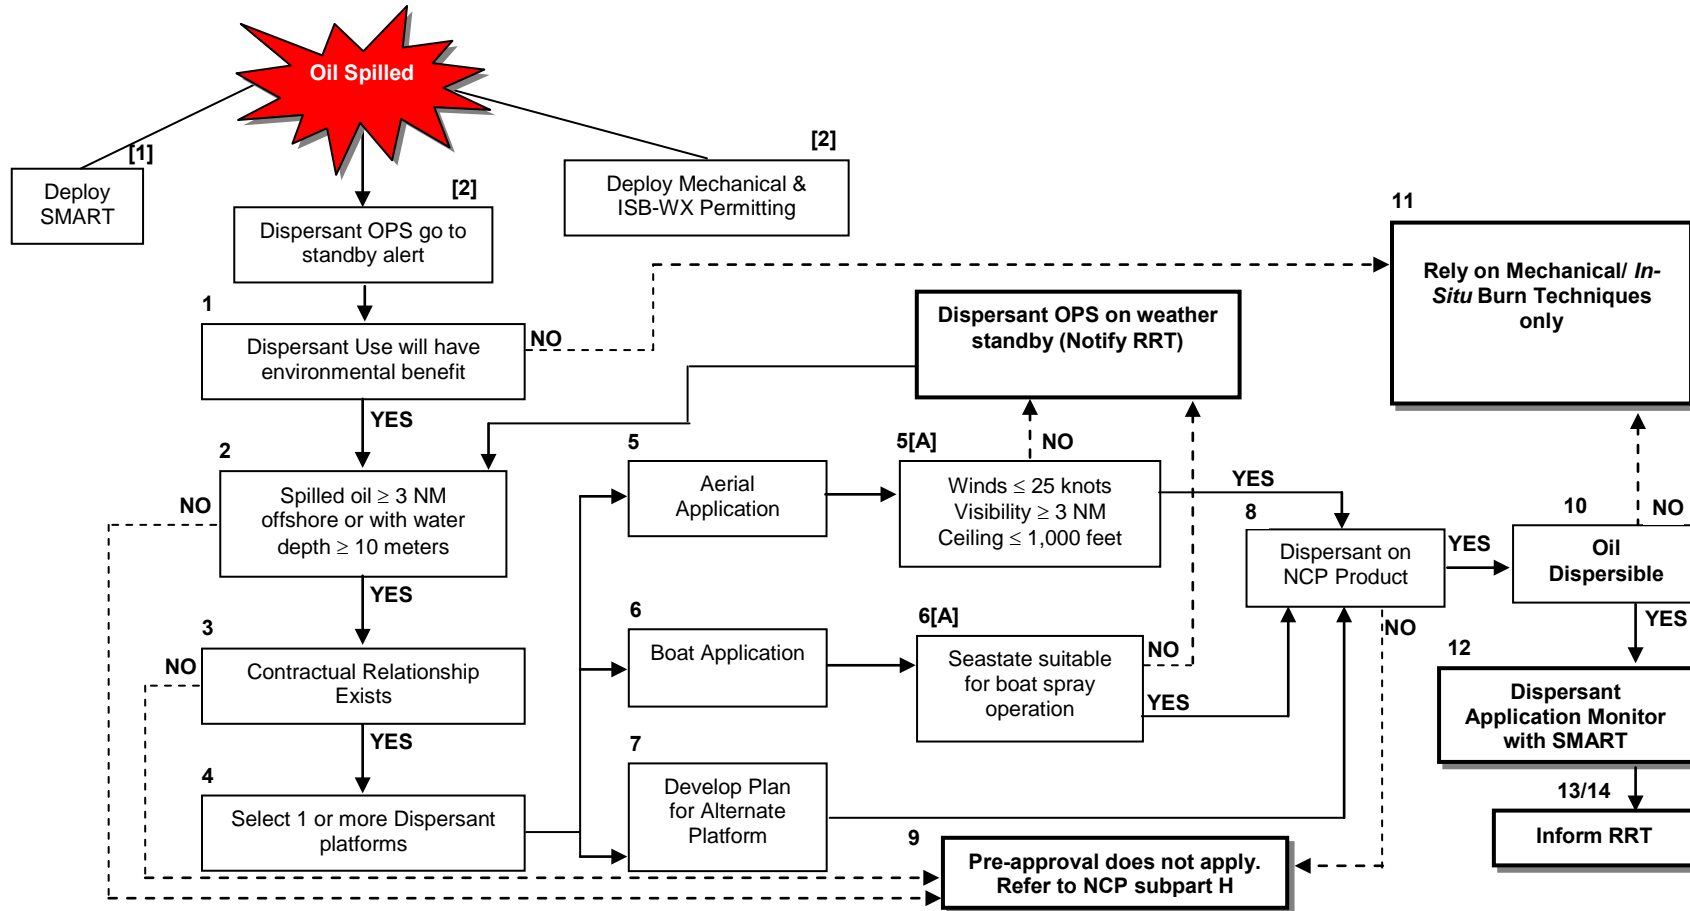 Oil Spilled
[1]
Deploy
SMART
[2]
Dispersant OPS go to
standby alert
[2]
Deploy Mechanical &
ISB-WX Permitting
11
Rely on Mechanical/ In-
Situ Burn Techniques
only
1
Dispersant Use will have
environmental benefit
NO
YES
Dispersant OPS on weather
standby (Notify RRT)
2
Spilled oil ≥ 3 NM
offshore or with water
depth ≥ 10 meters
NO
YES
3
Contractual Relationship
Exists
NO
YES
4
Select 1 or more Dispersant
platforms
5
Aerial
Application
5[A]
NO
Winds ≤ 25 knots
Visibility ≥ 3 NM
Ceiling ≤ 1,000 feet
YES
6
Boat Application
6[A]
Seastate suitable
for boat spray
operation
NO
YES
7
Develop Plan
for Alternate
Platform
8
Dispersant on
NCP Product
YES
NO
9
Pre-approval does not apply.
Refer to NCP subpart H
10
NO
Oil
Dispersible
YES
12
Dispersant
Application Monitor
with SMART
13/14
Inform RRT